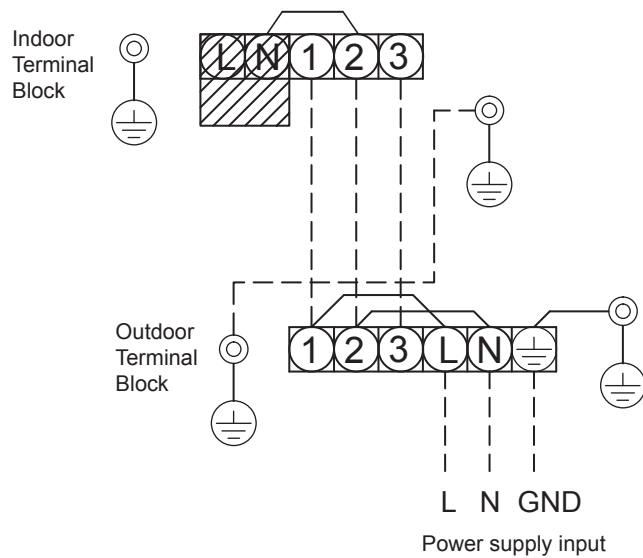 Indoor
Terminal
Block
L N 1 2 3
Outdoor
Terminal
Block
1 2 3 L N
L N GND
Power supply input